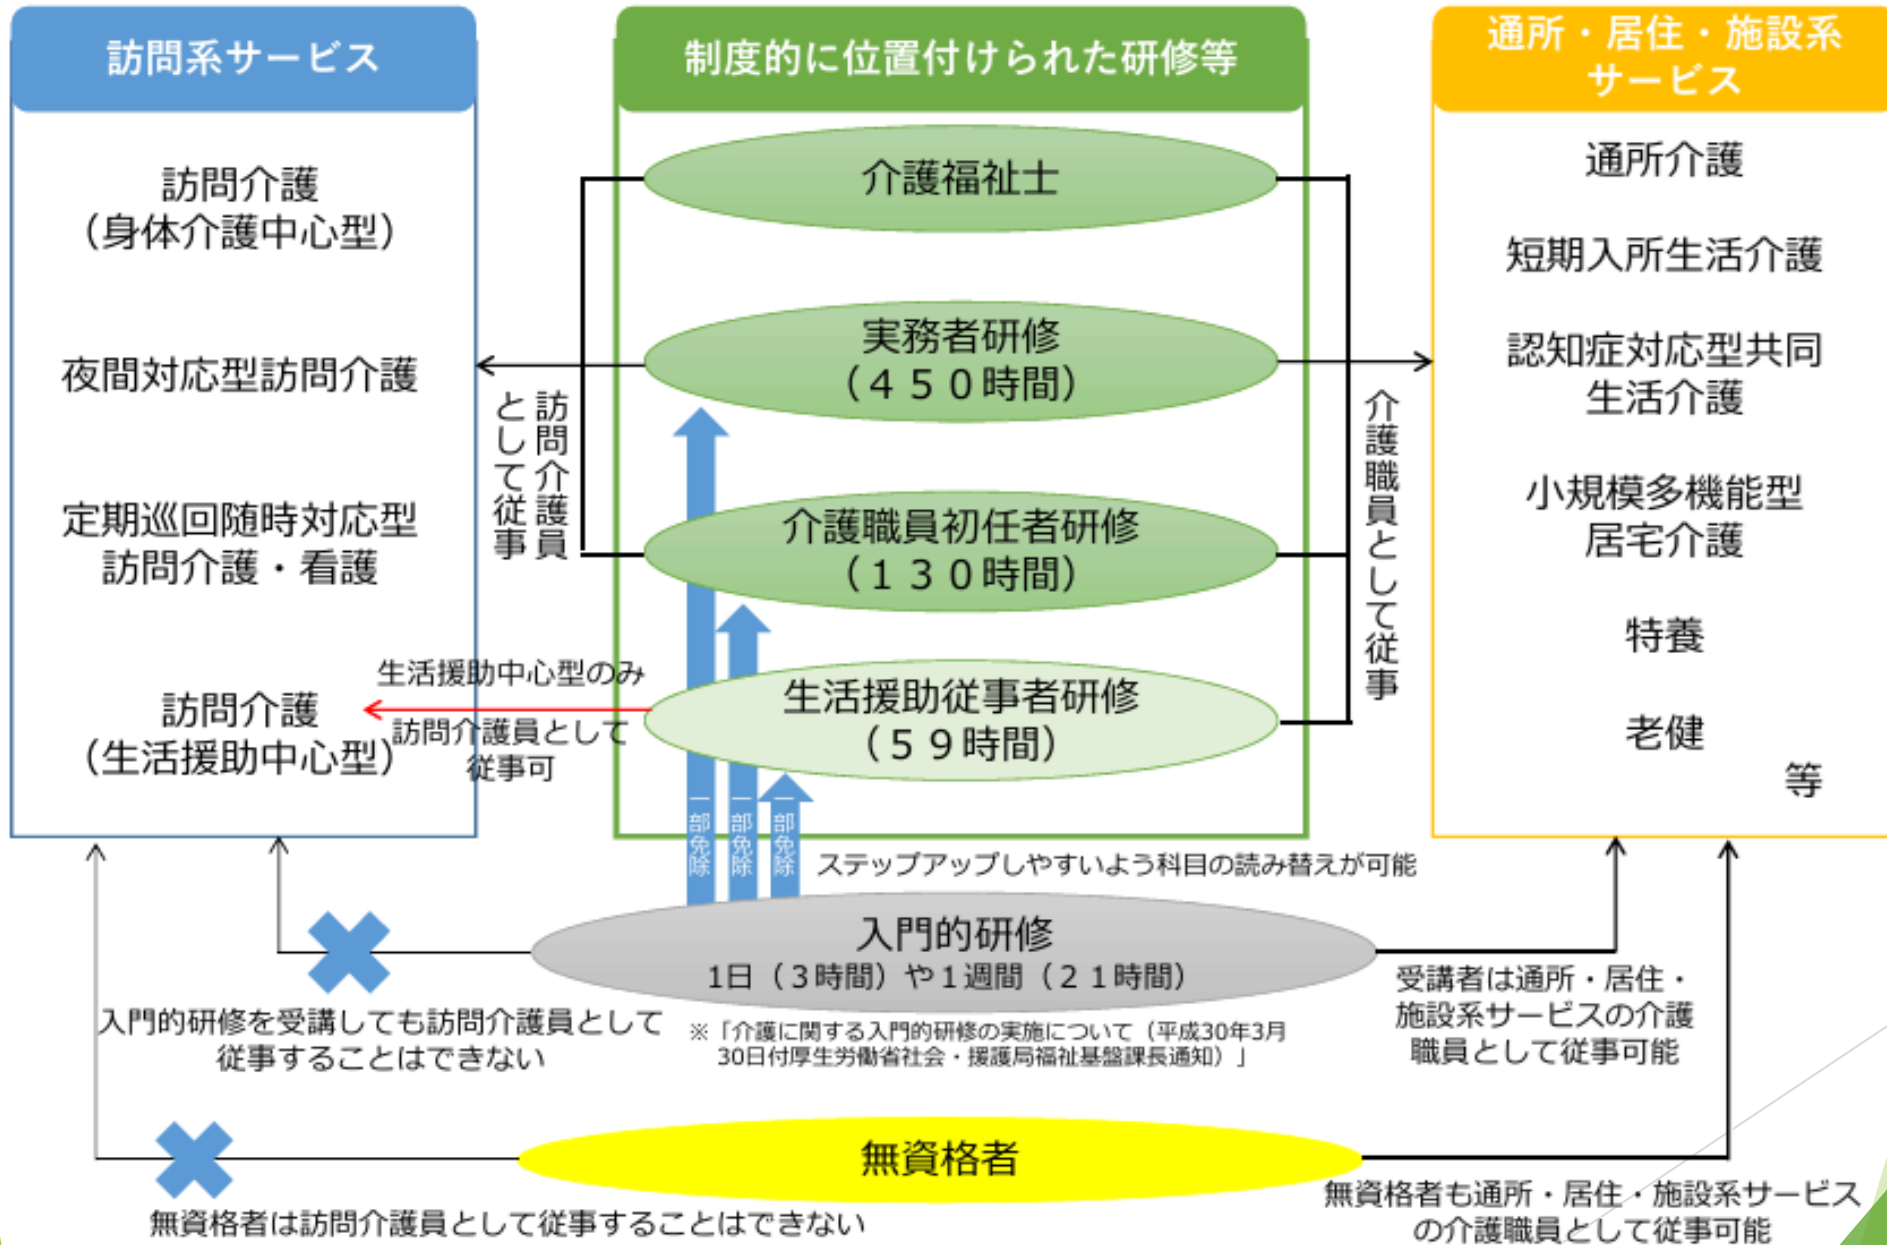 訪問系サービス
訪問介護
（身体介護中心型）
夜間対応型訪問介護
定期巡回随時対応型
訪問介護・看護
訪問介護
（生活援助中心型）
制度的に位置付けられた研修等
介護福祉士
実務者研修
（４５０時間）
介護職員初任者研修
（１３０時間）
生活援助従事者研修
（５９時間）
訪問介護員
として従事
生活援助中心型のみ
訪問介護員として
従事可
介護職員として従事
通所・居住・施設系
サービス
通所介護
短期入所生活介護
認知症対応型共同
生活介護
小規模多機能型
居宅介護
特養
老健
等
一部免除
一部免除
一部免除
ステップアップしやすいよう科目の読み替えが可能
入門的研修
1日（３時間）や１週間（２１時間）
入門的研修を受講しても訪問介護員として
従事することはできない
※「介護に関する入門的研修の実施について（平成30年3月
30日付厚生労働省社会・援護局福祉基盤課長通知）」
受講者は通所・居住・
施設系サービスの介護
職員として従事可能
無資格者
無資格者は訪問介護員として従事することはできない
無資格者も通所・居住・施設系サービス
の介護職員として従事可能